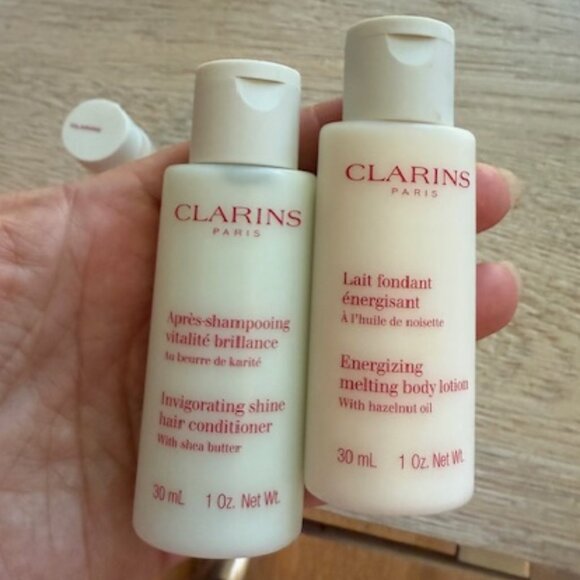 CLARINS
CLARINS
PARIS
Après-shampooing
vitalité brillance
Au beurre de karité
Invigorating shine
hair conditioner
With shea butter
30 mL 1 Oz. Net Wt.
CLARINS
PARIS
Lait fondant
énergisant
À l'huile de noisette
Energizing
melting body lotion
With hazelnut oil
30 mL 1 Oz. Net Wt.